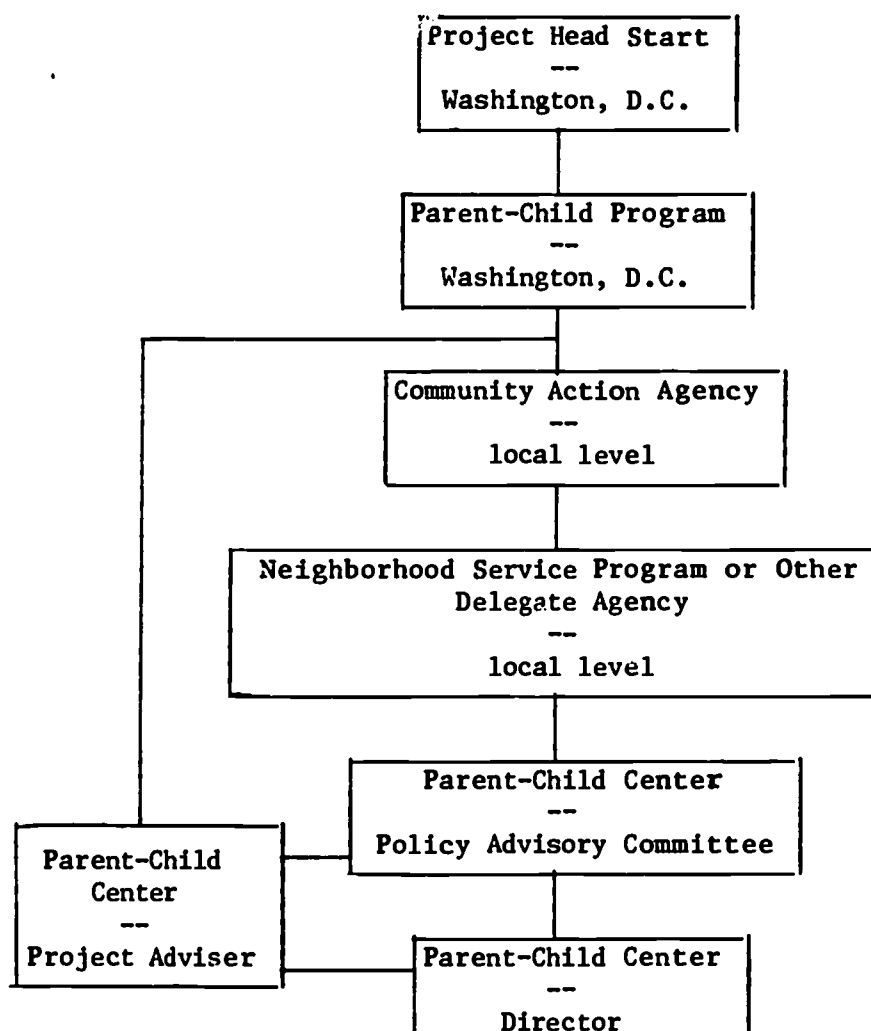 Project Head Start
--
Washington, D.C.
Parent-Child Program
--
Washington, D.C.
Community Action Agency
--
local level
Neighborhood Service Program or Other
Delegate Agency
--
local level
Parent-Child Center
--
Policy Advisory Committee
Parent-Child
Center
--
Project Adviser
Parent-Child Center
--
Director